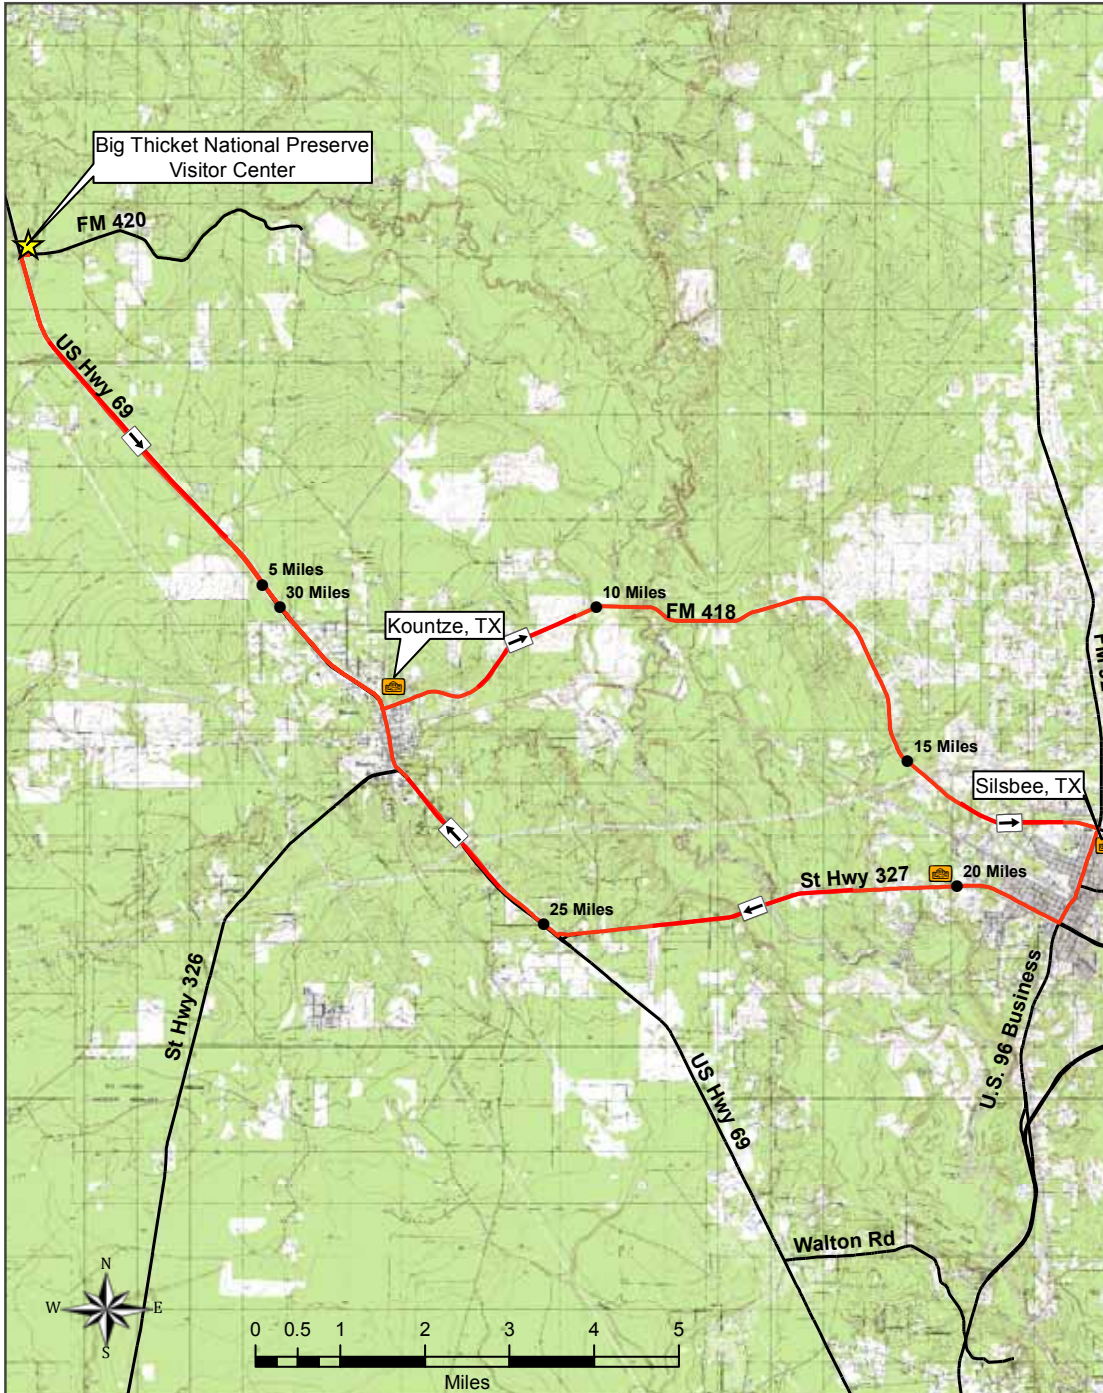 Big Thicket National Preserve
Visitor Center
FM 420
US Hwy 69
5 Miles
30 Miles
10 Miles
FM 418
Kountze, TX
15 Miles
Silsbee, TX
St Hwy 327
20 Miles
25 Miles
St Hwy 326
U.S. 96 Business
US Hwy 69
Walton Rd
N
W E
S
0 0.5 1 2 3 4 5
Miles